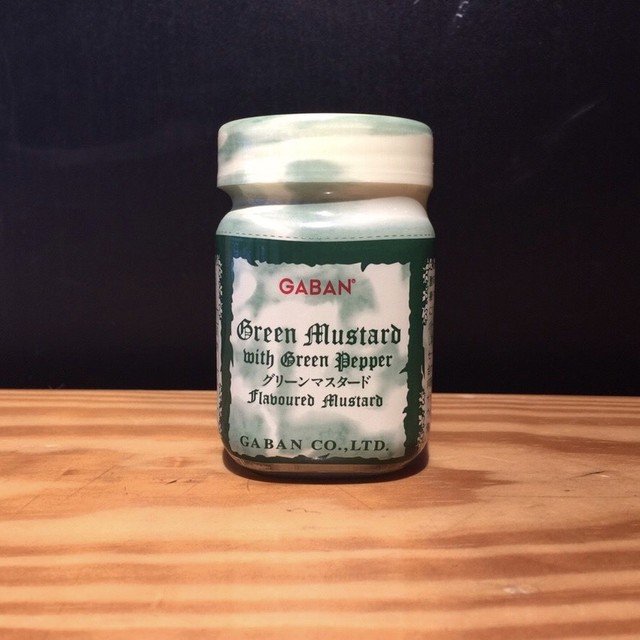 GABAN®
Green Mustard
with Green Pepper
グリーンマスタード
Flavoured Mustard
GABAN CO.,LTD.